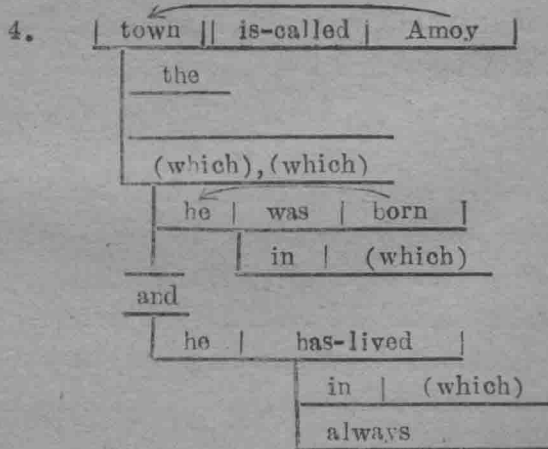 4. | town || is-called | Amoy |
the
(which),(which)
he | was | born |
in | (which)
and
he | has-lived |
in | (which)
always